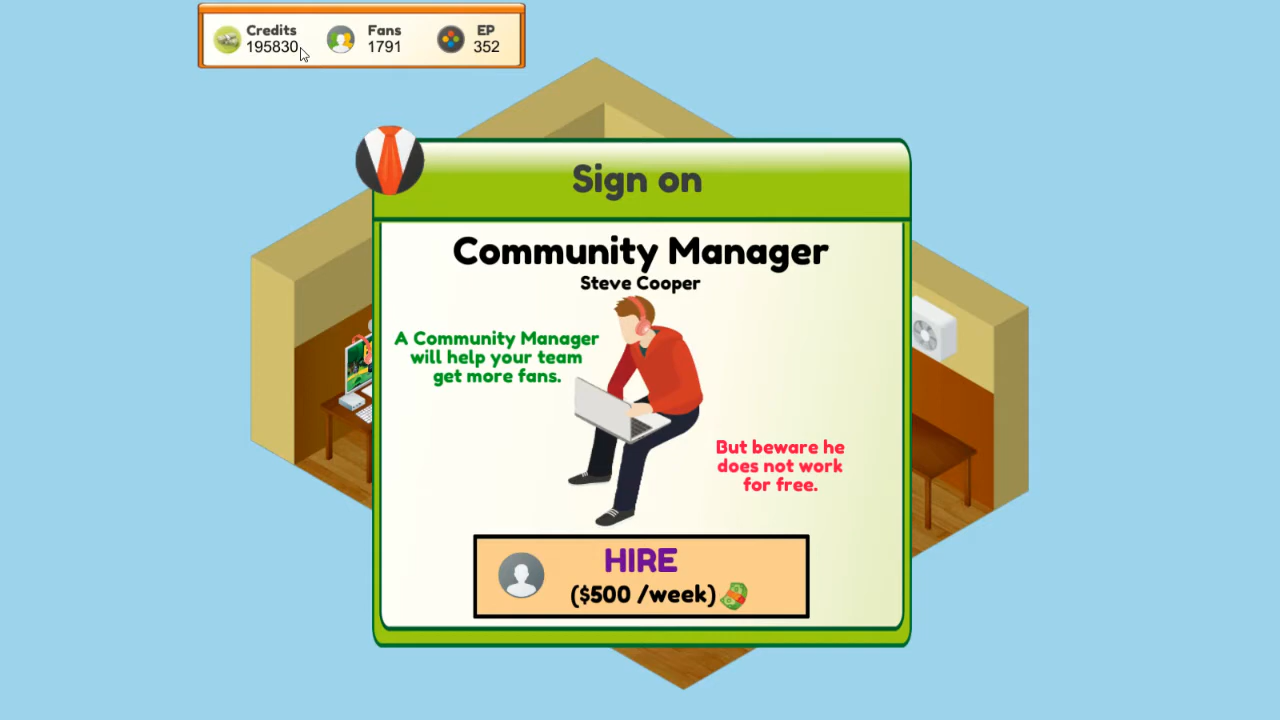 Credits
195830
Fans
1791
EP
352
Sign on
Community Manager
Steve Cooper
A Community Manager
will help your team
get more fans.
But beware he
does not work
for free.
HIRE
($500 /week)